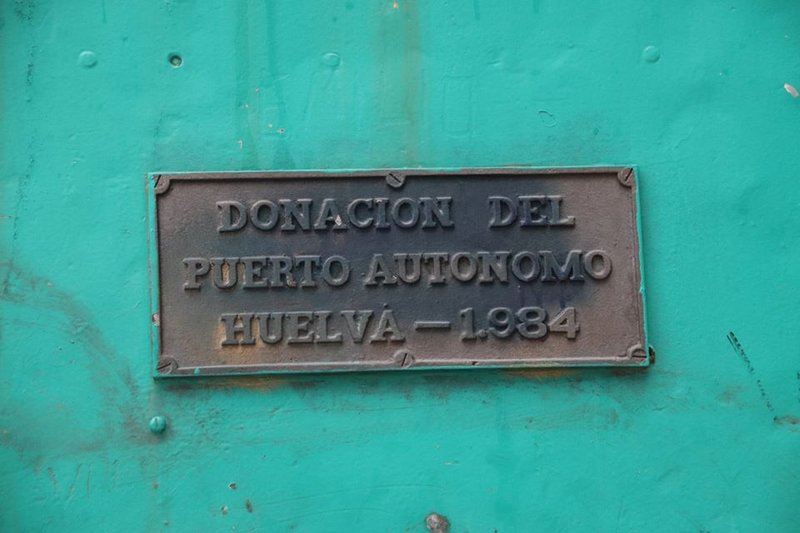 DONACION DEL
PUERTO AUTONOMO
HUELVA — 1.984